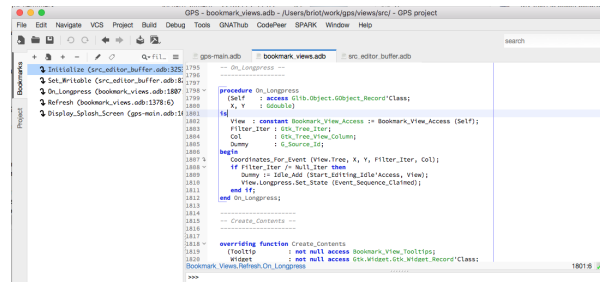 GPS - bookmark_views.adb - /Users/briot/work/gps/views/src/ - GPS project
File Edit Navigate VCS Project Build Debug Tools GNAThub CodePeer SPARK Window Help
search
gps-main.adb bookmark_views.adb src_editor_buffer.adb
Bookmarks
Project
Initialize (src_editor_buffer.adb:325
Set_Writable (src_editor_buffer.adb:8
On_Longpress (bookmark_views.adb:1807
Refresh (bookmark_views.adb:1378:6)
Display_Splash_Screen (gps-main.adb:1
1795 -- On_Longpress --
1796 ------------------
1797
1798 procedure On_Longpress
1799 (Self : access Glib.Object.GObject_Record'Class;
1800 X, Y : Gdouble)
1801 is
1802 View : constant Bookmark_View_Access := Bookmark_View_Access (Self);
1803 Filter_Iter : Gtk_Tree_Iter;
1804 Col : Gtk_Tree_View_Column;
1805 Dummy : G_Source_Id;
1806 begin
1807 Coordinates_For_Event (View.Tree, X, Y, Filter_Iter, Col);
1808 if Filter_Iter /= Null_Iter then
1809 Dummy := Idle_Add (Start_Editing_Idle'Access, View);
1810 View.Longpress.Set_State (Event_Sequence_Claimed);
1811 end if;
1812 end On_Longpress;
1813
1814 ---------------------
1815 -- Create_Contents --
1816 ---------------------
1817
1818 overriding function Create_Contents
1819 (Tooltip : not null access Bookmark_View_Tooltips;
1820 Widget : not null access Gtk.Widget.Gtk_Widget_Record'Class;
Bookmark_Views.Refresh.On_Longpress 1801:6
>>>